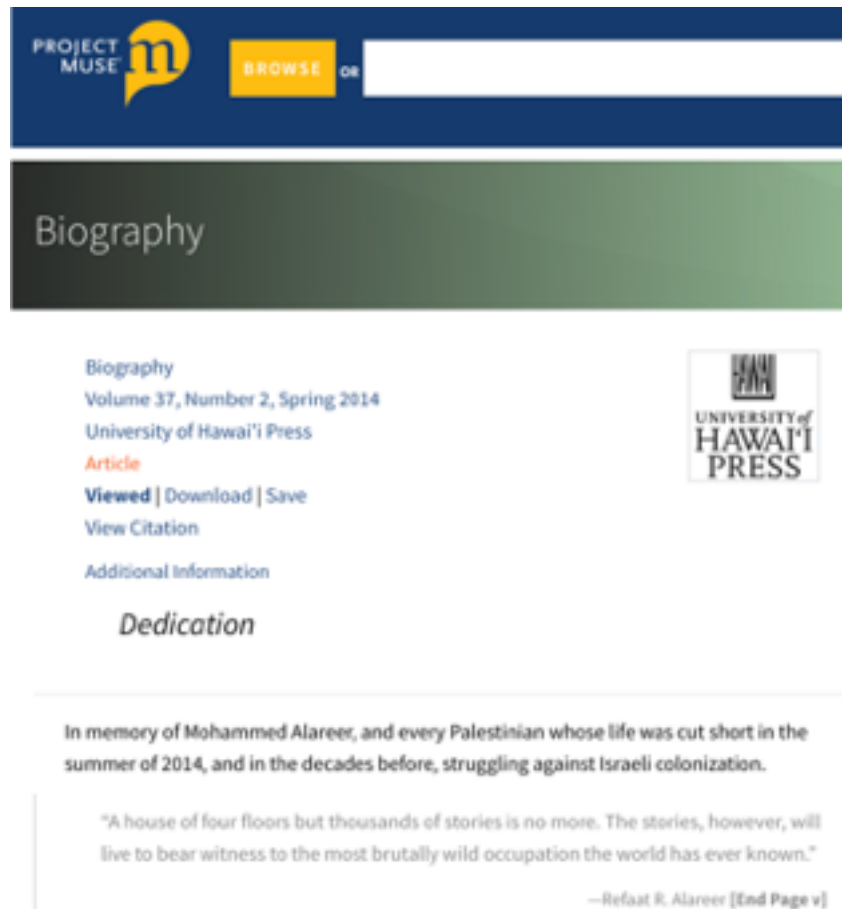 PROJECT
MUSE
m
BROWSE OR
Biography
Biography
Volume 37, Number 2, Spring 2014
University of Hawai'i Press
Article
Viewed | Download | Save
View Citation
Additional Information
UNIVERSITY of
HAWAI'I
PRESS
Dedication
In memory of Mohammed Alareer, and every Palestinian whose life was cut short in the
summer of 2014, and in the decades before, struggling against Israeli colonization.
“A house of four floors but thousands of stories is no more. The stories, however, will
live to bear witness to the most brutally wild occupation the world has ever known.”
—Refaat R. Alareer [End Page v]